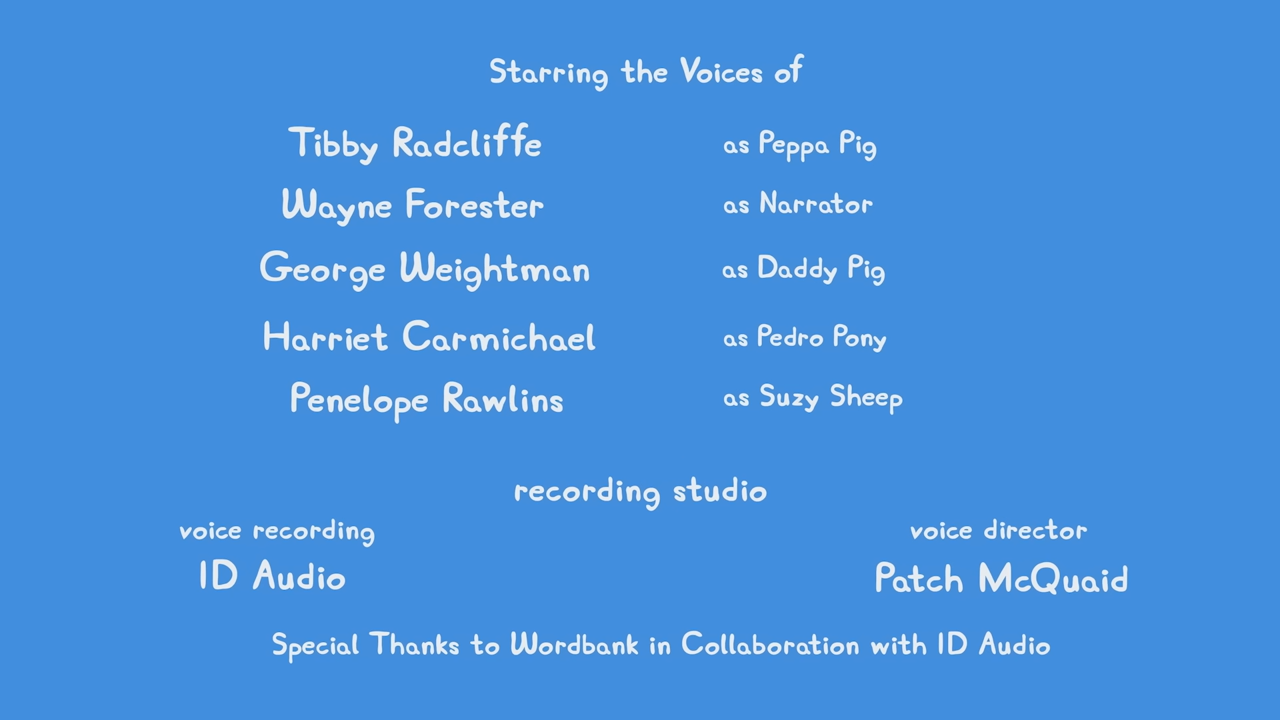 Starring the Voices of
Tibby Radcliffe as Peppa Pig
Wayne Forester as Narrator
George Weightman as Daddy Pig
Harriet Carmichael as Pedro Pony
Penelope Rawlins as Suzy Sheep
recording studio
voice recording voice director
ID Audio Patch McQuaid
Special Thanks to Wordbank in Collaboration with ID Audio